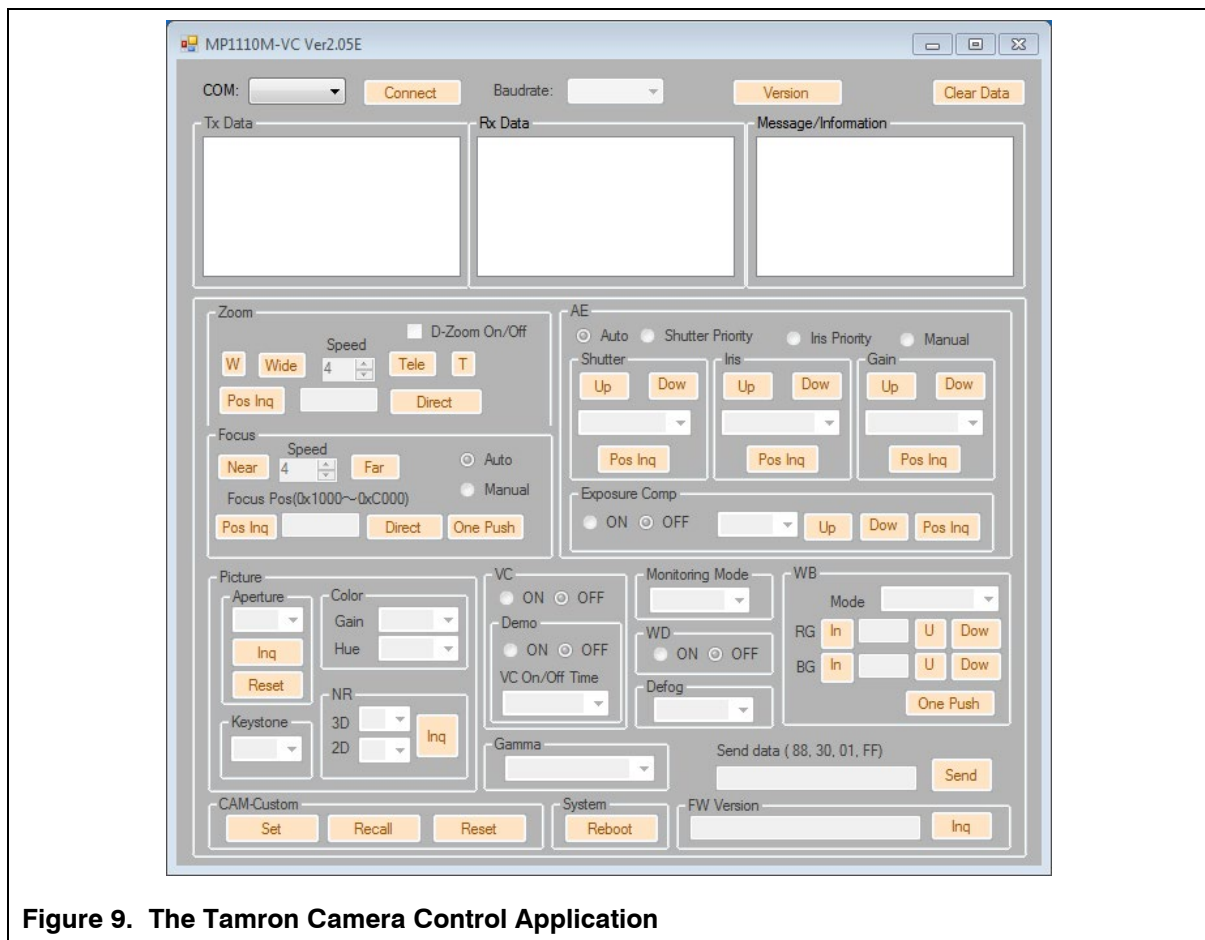 MP1110M-VC Ver2.05E
COM: Connect Baudrate: Version Clear Data
Tx Data Rx Data Message/Information
Zoom
D-Zoom On/Off
Speed
W Wide 4 Tele T
Pos Inq Direct
Focus
Speed
Near 4 Far Auto
Manual
Focus Pos(0x1000～0xC000)
Pos Inq Direct One Push
AE
Auto Shutter Priority Iris Priority Manual
Shutter Iris Gain
Up Dow Up Dow Up Dow
Pos Inq Pos Inq Pos Inq
Exposure Comp
ON OFF Up Dow Pos Inq
Picture
Aperture
Inq
Reset
Color
Gain
Hue
Keystone
NR
3D
2D
Inq
VC
ON OFF
Demo
ON OFF
VC On/Off Time
Monitoring Mode
WD
ON OFF
Defog
WB
Mode
RG In U Dow
BG In U Dow
One Push
Gamma
Send data ( 88, 30, 01, FF)
Send
CAM-Custom
Set Recall Reset
System
Reboot
FW Version
Inq
Figure 9. The Tamron Camera Control Application